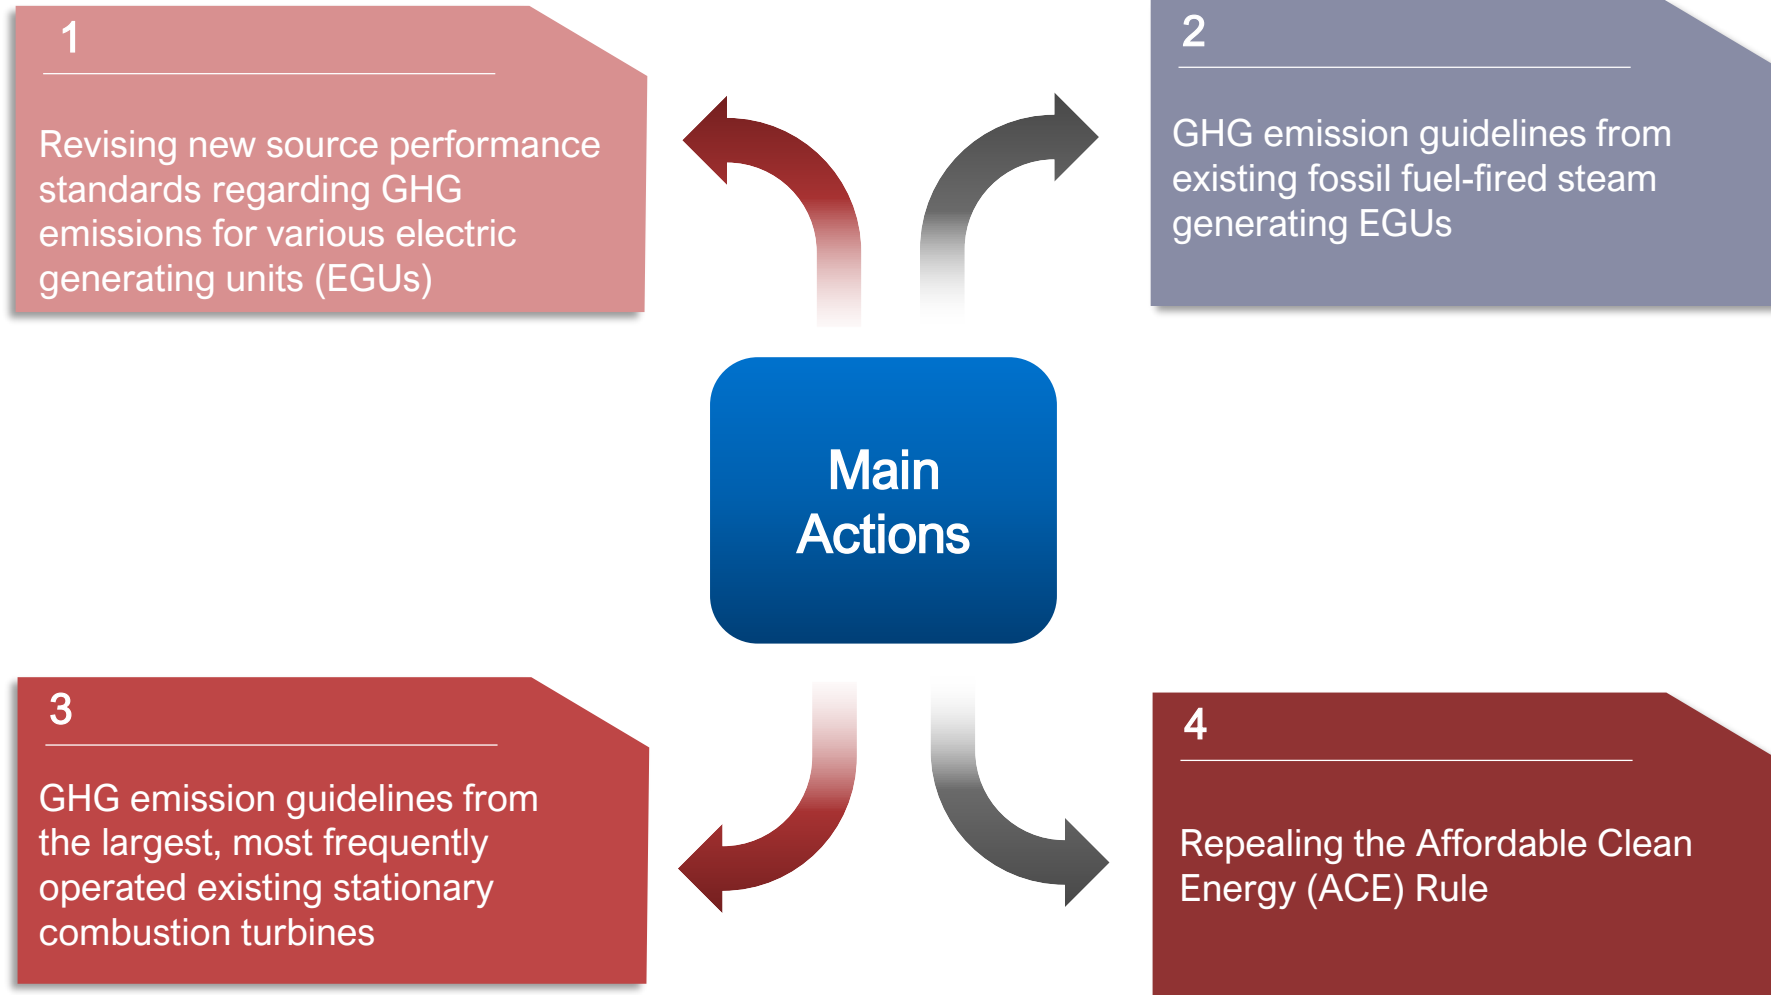 1
Revising new source performance
standards regarding GHG
emissions for various electric
generating units (EGUs)
2
GHG emission guidelines from
existing fossil fuel-fired steam
generating EGUs
Main
Actions
3
GHG emission guidelines from
the largest, most frequently
operated existing stationary
combustion turbines
4
Repealing the Affordable Clean
Energy (ACE) Rule